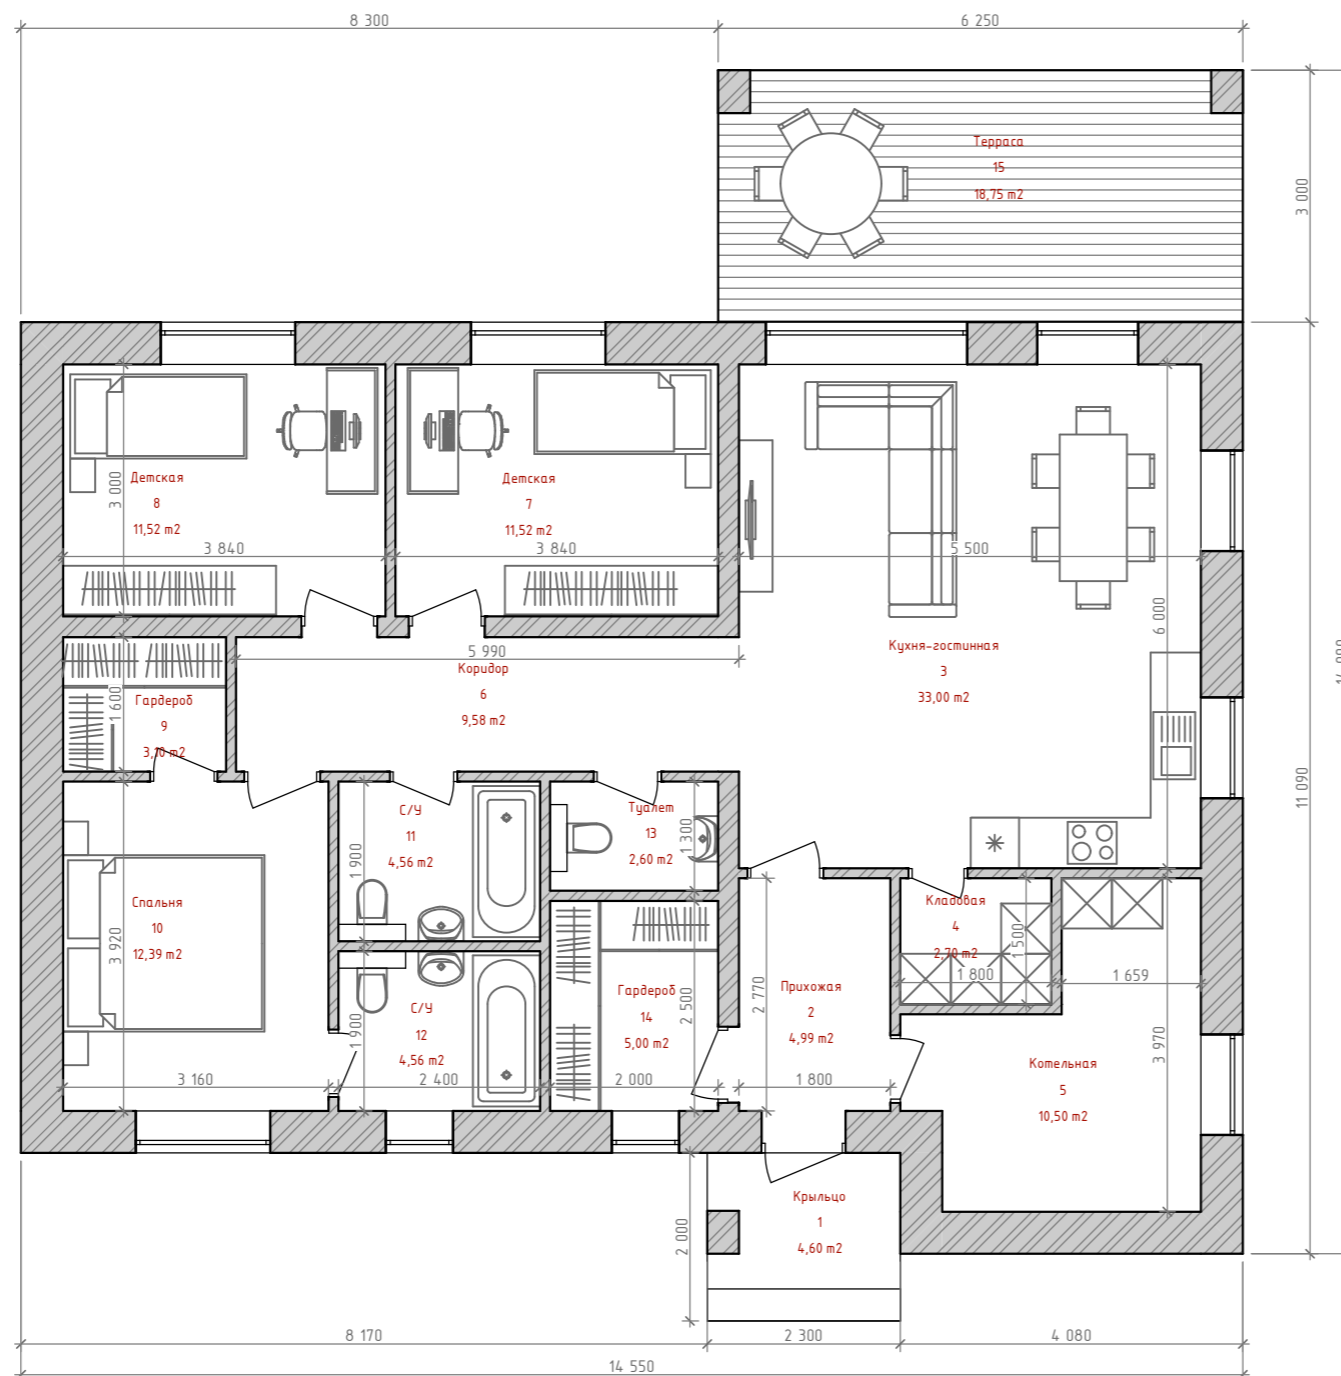 8 300
6 250
Терраса
15
18,75 m2
3 000
Детская
8
11,52 m2
3 000
3 840
Детская
7
11,52 m2
3 840
5 500
6 000
Кухня-гостинная
3
33,00 m2
5 990
Коридор
6
9,58 m2
Гардероб
9
3,10 m2
1 600
11 090
С/У
11
4,56 m2
1 900
Туалет
13
2,60 m2
1 300
Спальня
10
12,39 m2
3 920
3 160
Кладовая
4
2,70 m2
1 500
1 800
1 659
Прихожая
2
4,99 m2
2 770
1 800
Гардероб
14
5,00 m2
2 500
2 000
С/У
12
4,56 m2
1 900
2 400
Котельная
5
10,50 m2
3 970
Крыльцо
1
4,60 m2
2 000
8 170
2 300
4 080
14 550